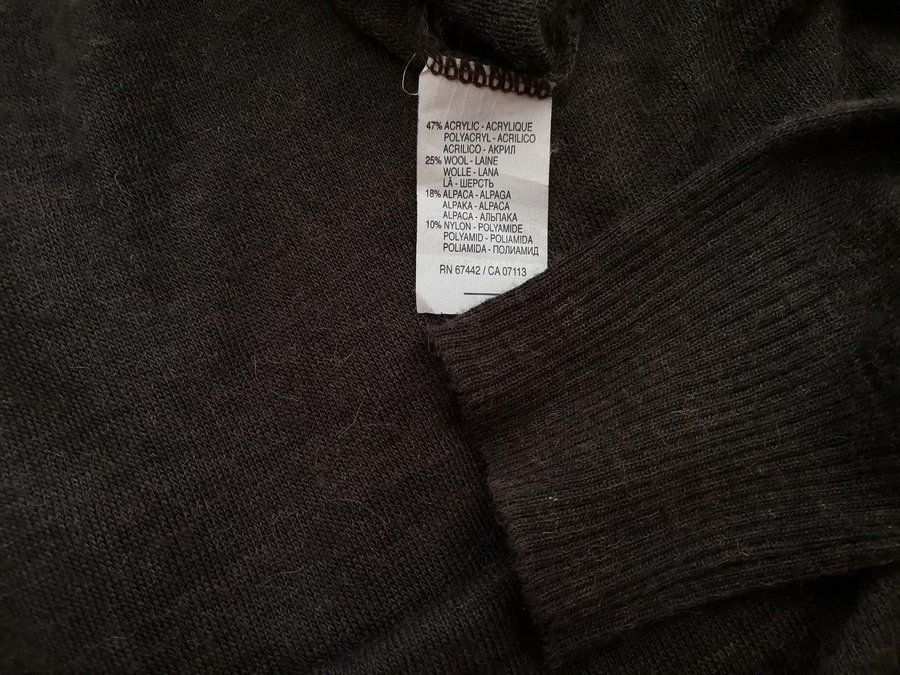 47% ACRYLIC - ACRYLIQUE
POLYACRYL - ACRILICO
ACRILICO - АКРИЛ
25% WOOL - LAINE
WOLLE - LANA
LÃ - ШЕРСТЬ
18% ALPACA - ALPAGA
ALPAKA - ALPACA
ALPACA - АЛЬПАКА
10% NYLON - POLYAMIDE
POLYAMID - POLIAMIDA
POLIAMIDA - ПОЛИАМИД
RN 67442 / CA 07113